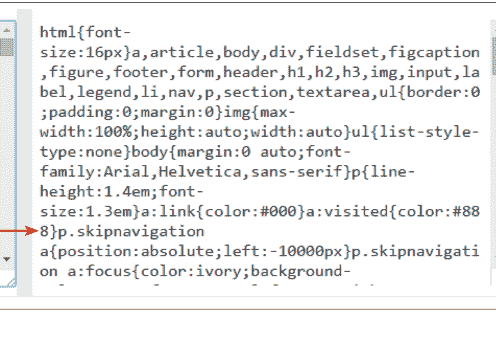 html{font-
size:16px}a,article,body,div,fieldset,figcaption
,figure,footer,form,header,h1,h2,h3,img,input,la
bel,legend,li,nav,p,section,textarea,ul{border:0
;padding:0;margin:0}img{max-
width:100%;height:auto;width:auto}ul{list-style-
type:none}body{margin:0 auto;font-
family:Arial,Helvetica,sans-serif}p{line-
height:1.4em;font-
size:1.3em}a:link{color:#000}a:visited{color:#88
8}p.skipnavigation
a{position:absolute;left:-10000px}p.skipnavigati
on a:focus{color:ivory;background-